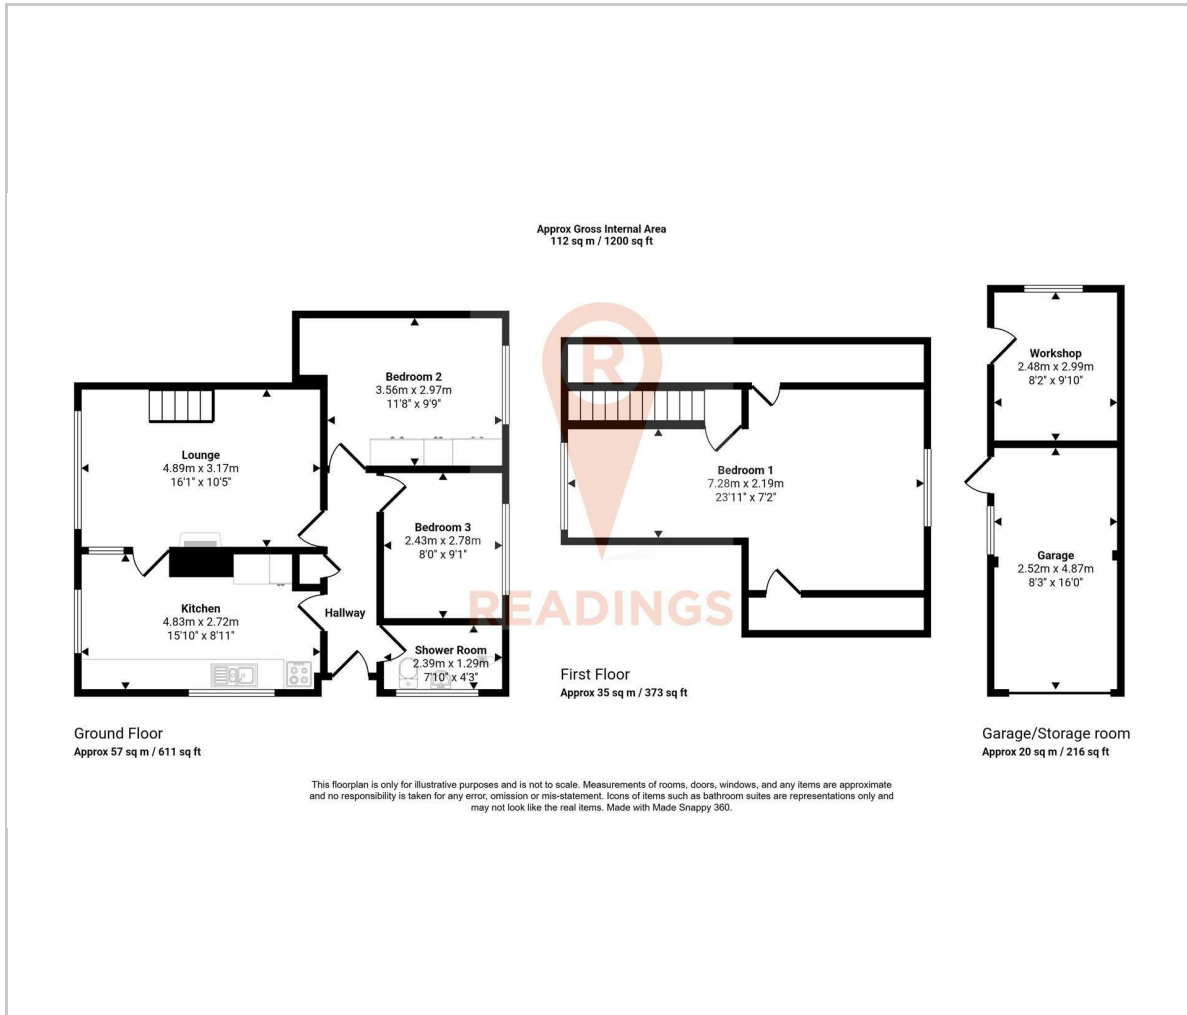 Approx Gross Internal Area
112 sq m / 1200 sq ft
Bedroom 2
3.56m x 2.97m
11'8" x 9'9"
Lounge
4.89m x 3.17m
16'1" x 10'5"
Bedroom 3
2.43m x 2.78m
8'0" x 9'1"
Kitchen
4.83m x 2.72m
15'10" x 8'11"
Hallway
Shower Room
2.39m x 1.29m
7'10" x 4'3"
Ground Floor
Approx 57 sq m / 611 sq ft
R
READINGS
Bedroom 1
7.28m x 2.19m
23'11" x 7'2"
First Floor
Approx 35 sq m / 373 sq ft
Workshop
2.48m x 2.99m
8'2" x 9'10"
Garage
2.52m x 4.87m
8'3" x 16'0"
Garage/Storage room
Approx 20 sq m / 216 sq ft
This floorplan is only for illustrative purposes and is not to scale. Measurements of rooms, doors, windows, and any items are approximate
and no responsibility is taken for any error, omission or mis-statement. Icons of items such as bathroom suites are representations only and
may not look like the real items. Made with Made Snappy 360.